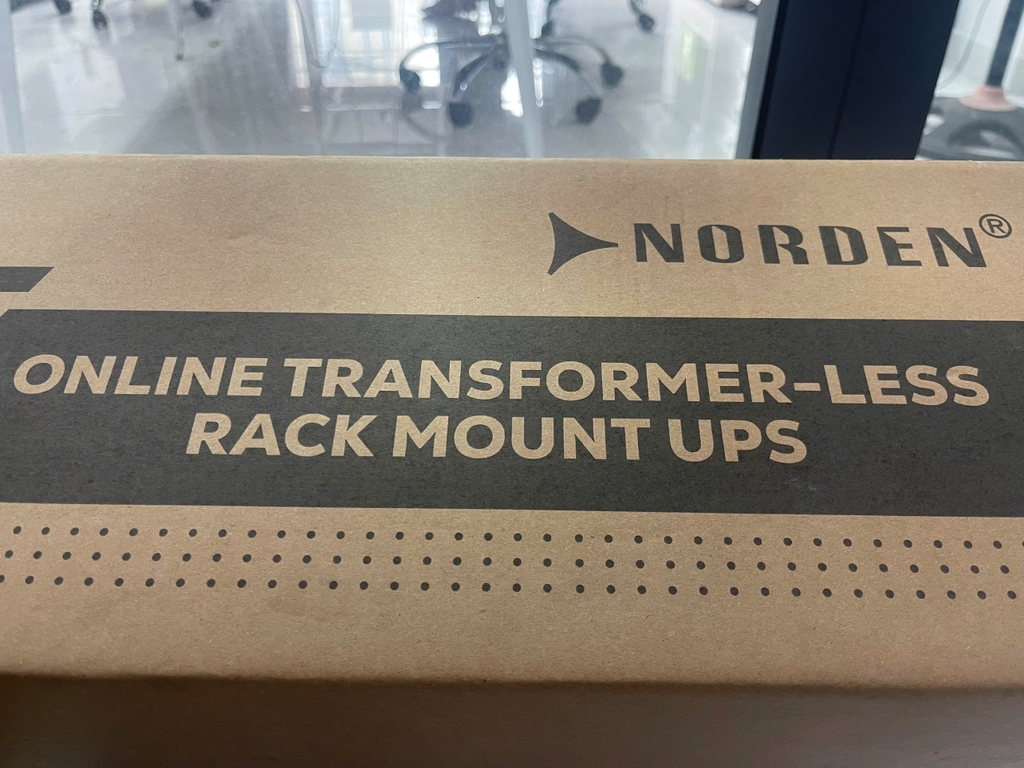 NORDEN®
ONLINE TRANSFORMER-LESS
RACK MOUNT UPS